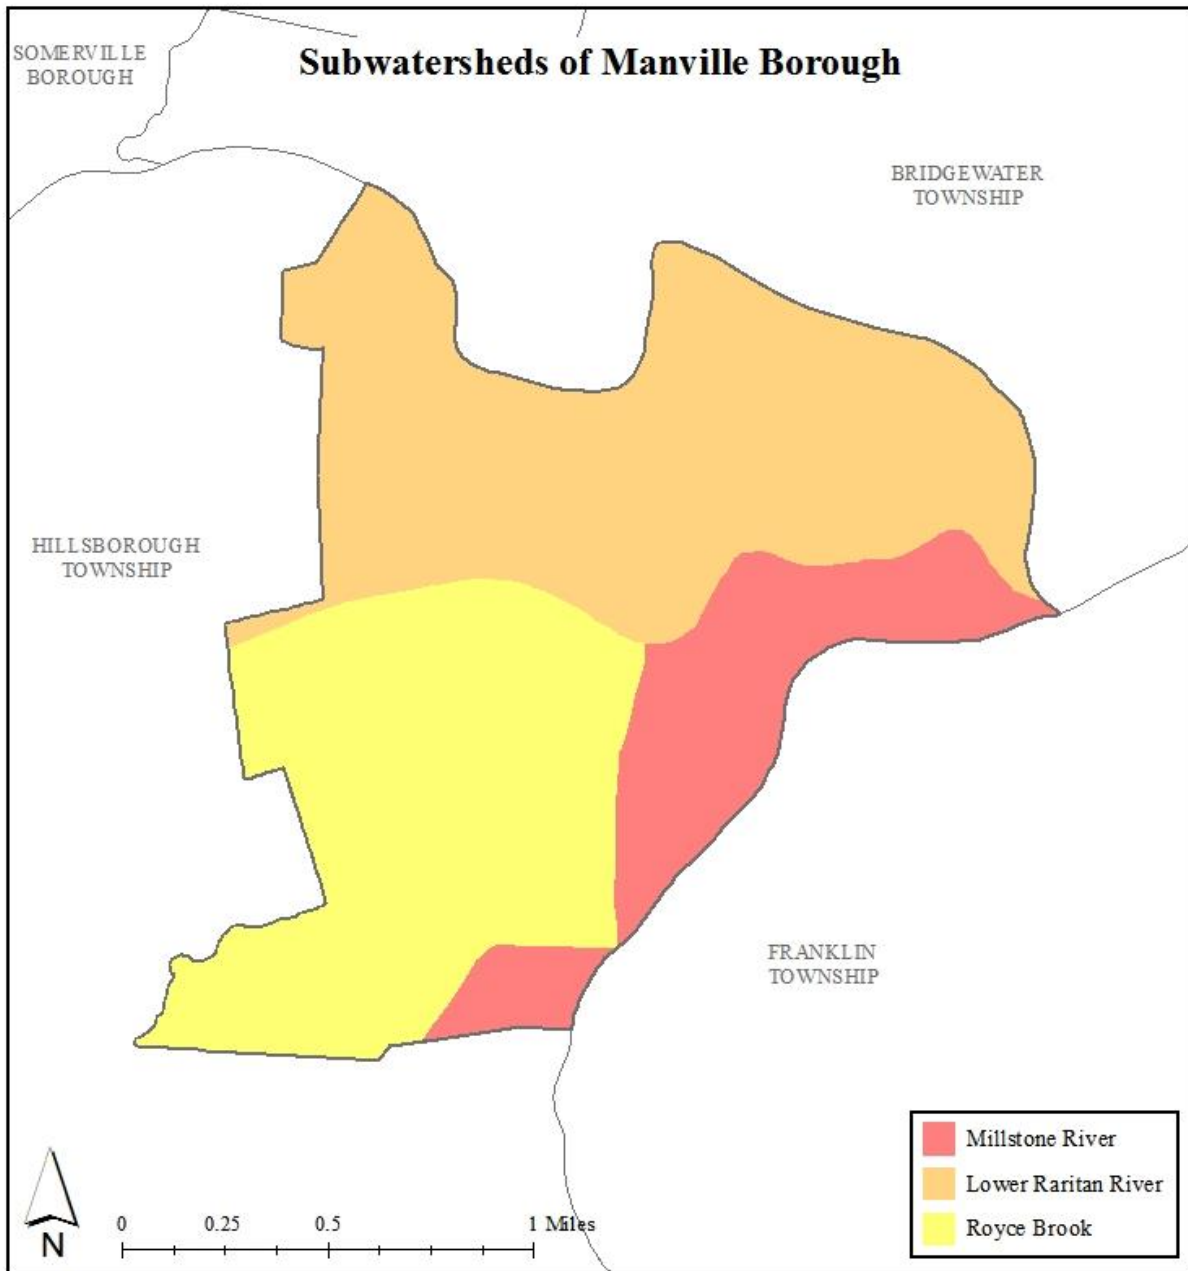 SOMERVILLE
BOROUGH
Subwatersheds of Manville Borough
BRIDGEWATER
TOWNSHIP
HILLSBOROUGH
TOWNSHIP
FRANKLIN
TOWNSHIP
Millstone River
Lower Raritan River
Royce Brook
N
0 0.25 0.5 1 Miles